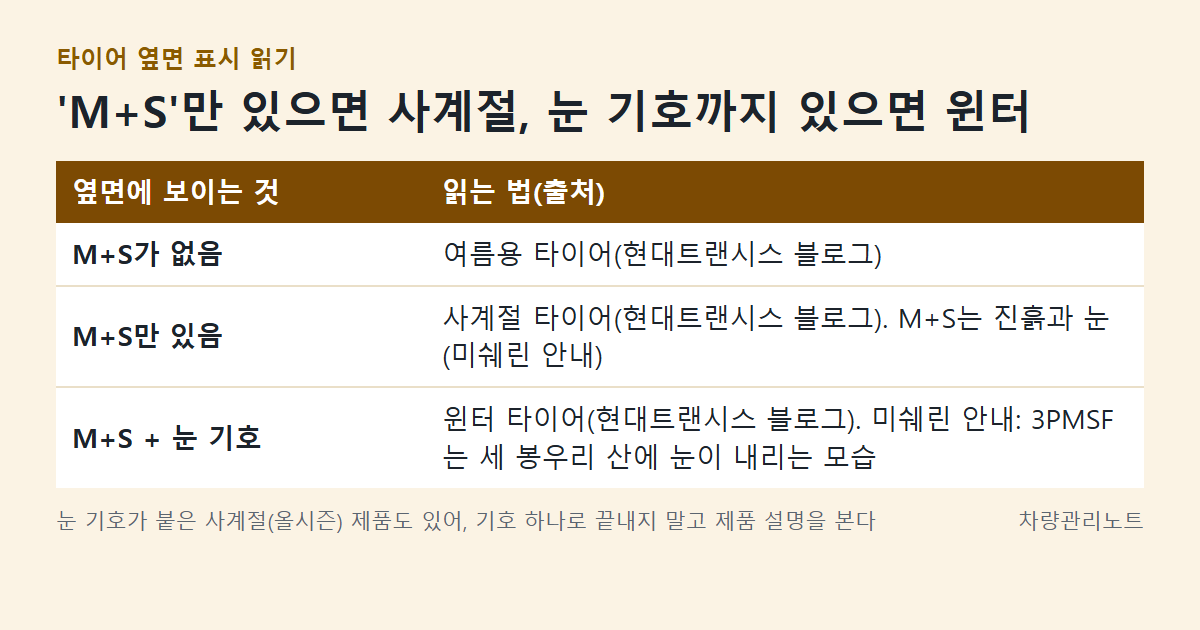 타이어 옆면 표시 읽기
'M+S'만 있으면 사계절, 눈 기호까지 있으면 윈터
옆면에 보이는 것
읽는 법(출처)
M+S가 없음
여름용 타이어(현대트랜시스 블로그)
M+S만 있음
사계절 타이어(현대트랜시스 블로그). M+S는 진흙과 눈
(미쉐린 안내)
M+S + 눈 기호
윈터 타이어(현대트랜시스 블로그). 미쉐린 안내: 3PMSF
는 세 봉우리 산에 눈이 내리는 모습
눈 기호가 붙은 사계절(올시즌) 제품도 있어, 기호 하나로 끝내지 말고 제품 설명을 본다
차량관리노트